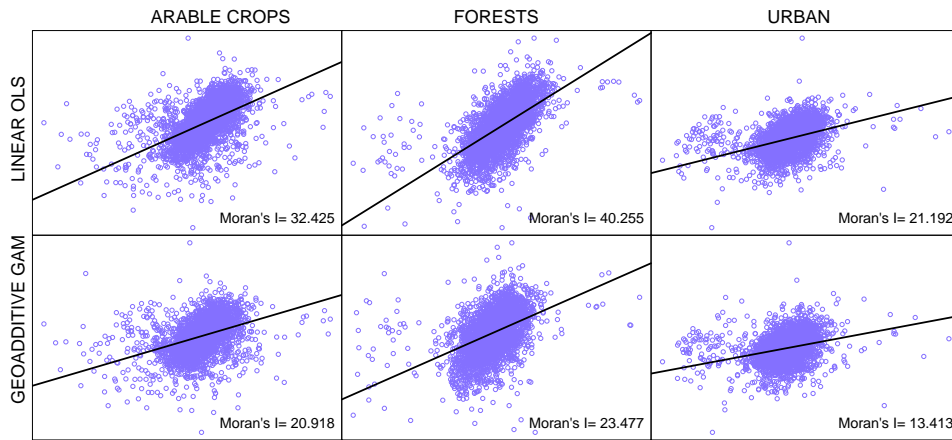 ARABLE CROPS
FORESTS
URBAN
LINEAR OLS
Moran's I= 32.425
Moran's I= 40.255
Moran's I= 21.192
GEOADDITIVE GAM
Moran's I= 20.918
Moran's I= 23.477
Moran's I= 13.413